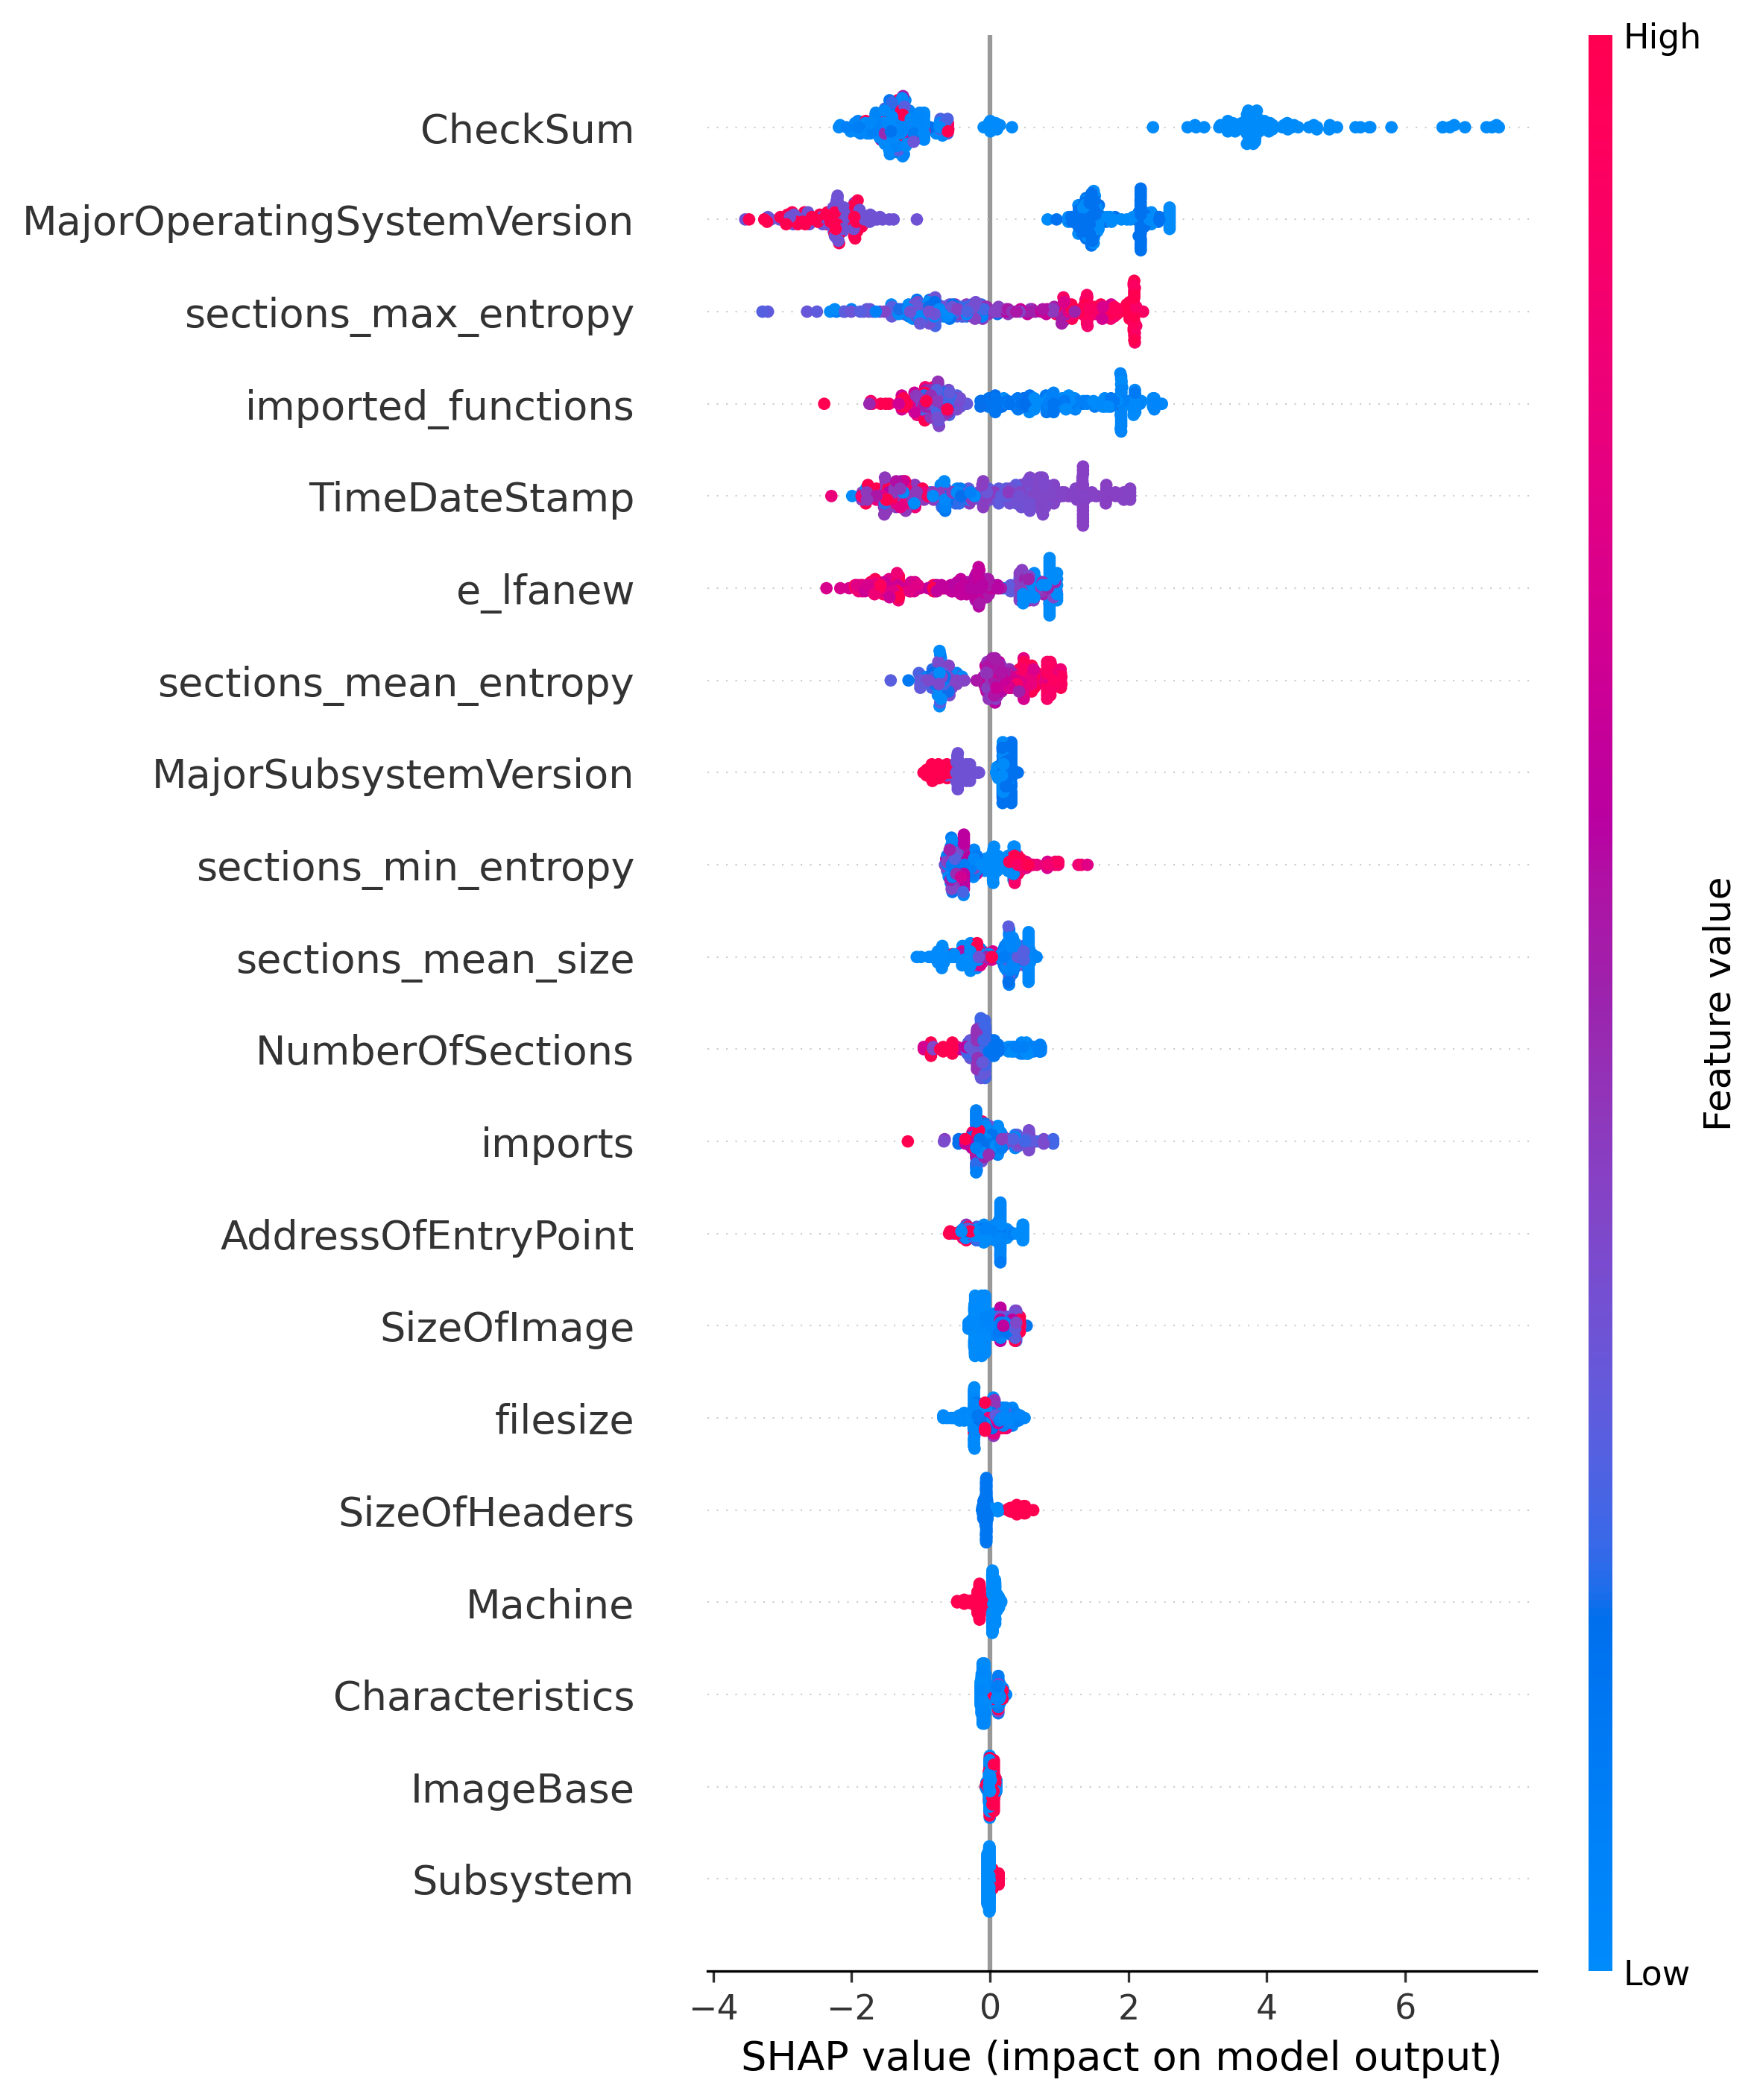 High
CheckSum
MajorOperatingSystemVersion
sections_max_entropy
imported_functions
TimeDateStamp
e_lfanew
sections_mean_entropy
MajorSubsystemVersion
sections_min_entropy
sections_mean_size
NumberOfSections
imports
AddressOfEntryPoint
SizeOfImage
filesize
SizeOfHeaders
Machine
Characteristics
ImageBase
Subsystem
Feature value
Low
−4 −2 0 2 4 6
SHAP value (impact on model output)